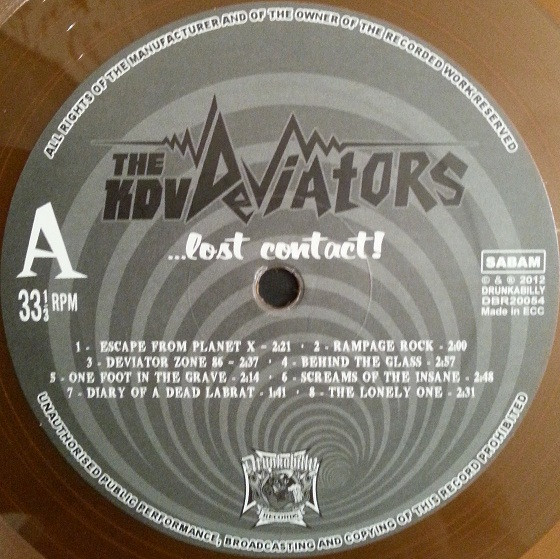 ALL RIGHTS OF THE MANUFACTURER AND OF THE OWNER OF THE RECORDED WORK RESERVED
THE
KDV DeViAtORS
...lost contact!
A
33 1/3 RPM
SABAM
© & ® 2012
DRUNKABILLY
DBR20054
Made in ECC
1 - ESCAPE FROM PLANET X - 2:21 · 2 - RAMPAGE ROCK - 2:00
3 - DEVIATOR ZONE 86 - 2:37 · 4 - BEHIND THE GLASS - 2:57
5 - ONE FOOT IN THE GRAVE - 2:14 · 6 - SCREAMS OF THE INSANE - 2:48
7 - DIARY OF A DEAD LABRAT - 1:41 · 8 - THE LONELY ONE - 2:31
Drunkabilly
RECORDS
UNAUTHORISED PUBLIC PERFORMANCE, BROADCASTING AND COPYING OF THIS RECORD PROHIBITED